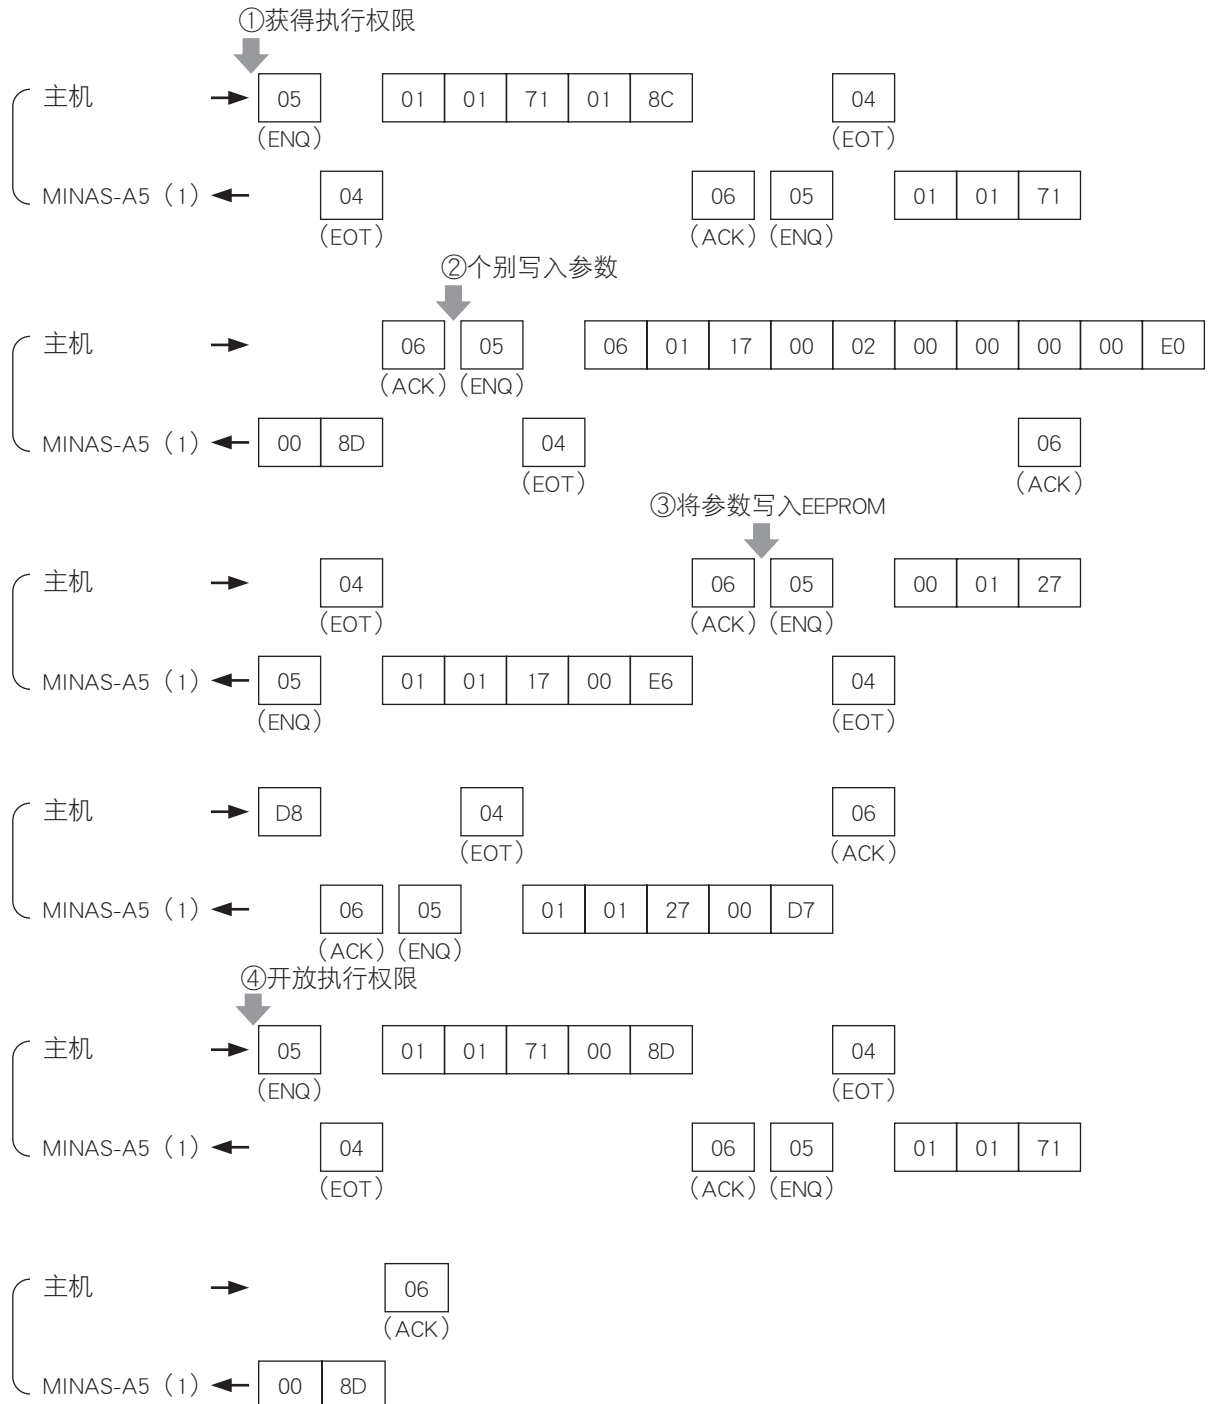 ①获得执行权限
主机 05 01 01 71 01 8C 04
(ENQ) (EOT)
MINAS-A5（1） 04 06 05 01 01 71
(EOT) (ACK) (ENQ)
②个别写入参数
主机 06 05 06 01 17 00 02 00 00 00 00 E0
(ACK) (ENQ)
MINAS-A5（1） 00 8D 04 06
(EOT) (ACK)
③将参数写入EEPROM
主机 04 06 05 00 01 27
(EOT) (ACK) (ENQ)
MINAS-A5（1） 05 01 01 17 00 E6 04
(ENQ) (EOT)
主机 D8 04 06
(EOT) (ACK)
MINAS-A5（1） 06 05 01 01 27 00 D7
(ACK) (ENQ)
④开放执行权限
主机 05 01 01 71 00 8D 04
(ENQ) (EOT)
MINAS-A5（1） 04 06 05 01 01 71
(EOT) (ACK) (ENQ)
主机 06
(ACK)
MINAS-A5（1） 00 8D